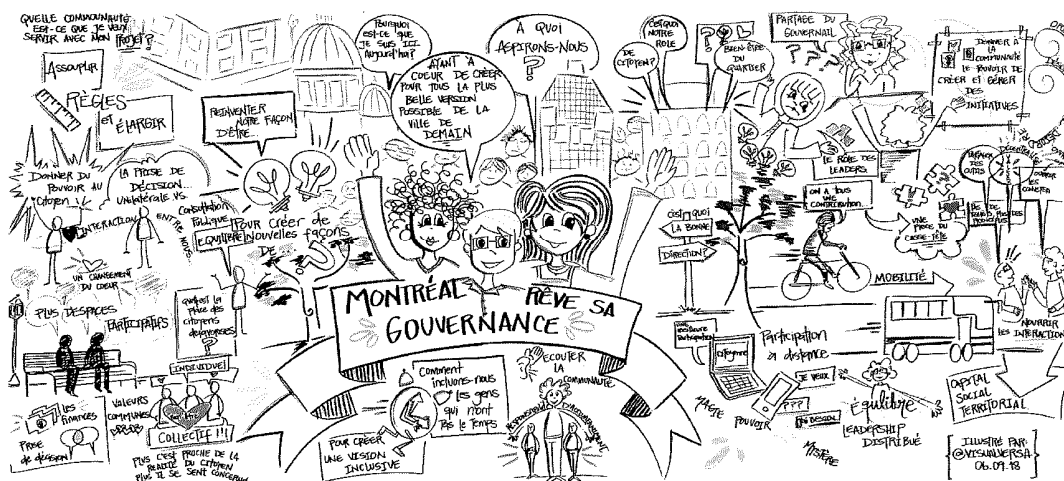 QUELLE COMMUNAUTÉ
EST-CE QUE JE VEUX
SERVIR AVEC MON PROJET?
ASSOUPLIR
RÈGLES
et ÉLARGIR
DONNER DU
POUVOIR AU
citoyen
LA PRISE DE
DÉCISION...
UNILATÉRALE VS.
INTERACTION
ENTRE NOUS
UN CHANGEMENT
DU COEUR
PLUS D'ESPACES
PARTICIPATIFS
LES
FINANCES
PRISE
de décision
VALEURS
COMMUNES
INDIVIDUEL
COLLECTIF!!!
PLUS C'EST PROCHE DE LA
RÉALITÉ DU CITOYEN
PLUS IL SE SENT CONCERNÉ
RÉINVENTER
NOTRE FAÇON
D'ÊTRE...
Consultation
Publique
ÉQUILIBRE
POUR créer de
Nouvelles façons
DE
quelle est la
Place des
citoyens
?
POURQUOI
EST-CE QUE
JE SUIS ICI
AUJOURD'HUI?
AYANT À
COEUR DE CRÉER
POUR TOUS LA PLUS
BELLE VERSION
POSSIBLE DE LA
VILLE DE
DEMAIN
À QUOI
ASPIRONS-NOUS
?
MONTRÉAL RÊVE SA
GOUVERNANCE
Comment
incluons-nous
les gens
qui n'ont
Pas le Temps
POUR CRÉER
UNE VISION
INCLUSIVE
ÉCOUTER
LA
COMMUNAUTÉ
C'EST QUOI
NOTRE
RÔLE
DE
CITOYEN?
BIEN-ÊTRE
DU
QUARTIER
PARTAGE DU
GOUVERNAIL
? ? ? ?
DONNER À
LA
COMMUNAUTÉ
LE POUVOIR DE
CRÉER ET GÉRER
DES
INITIATIVES
LE RÔLE DES
LEADERS
ON A TOUS
UNE
CONTRIBUTION
UNE
PIÈCE DU
CASSE-TÊTE
C'EST QUOI
LA BONNE
DIRECTION?
MOBILITÉ
NOURRIR
LES INTERACTIONS
meilleure
Participation
citoyenne
Participation
à distance
POUVOIR
JE VEUX
???
BESOIN
MYSTÈRE
Équilibre
LEADERSHIP
DISTRIBUÉ
CAPITAL
SOCIAL
TERRITORIAL
ILLUSTRÉ PAR:
@VISUALVERSA
06.09.18